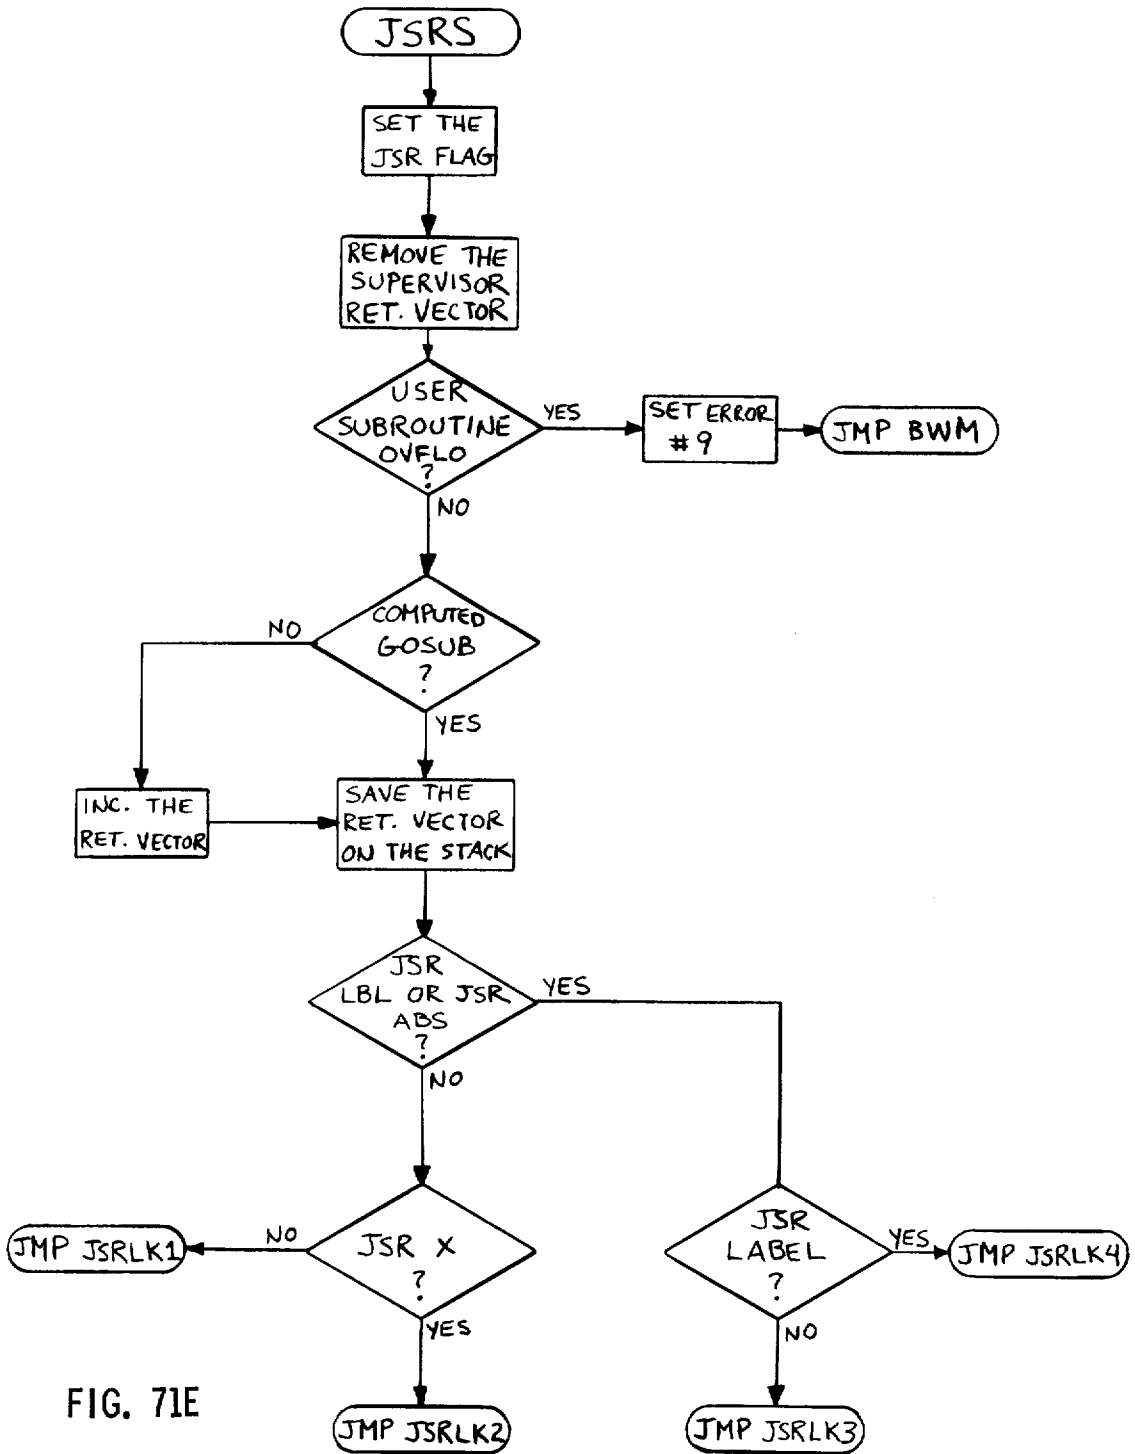 JSRS
SET THE
JSR FLAG
REMOVE THE
SUPERVISOR
RET. VECTOR
USER
SUBROUTINE
OVFLO
?
YES
SET ERROR
#9
JMP BWM
NO
COMPUTED
GOSUB
?
NO
YES
INC. THE
RET. VECTOR
SAVE THE
RET. VECTOR
ON THE STACK
JSR
LBL OR JSR
ABS
?
YES
NO
JSR X
?
NO
JMP JSRLK1
YES
JMP JSRLK2
JSR
LABEL
?
YES
JMP JSRLK4
NO
JMP JSRLK3
FIG. 71E